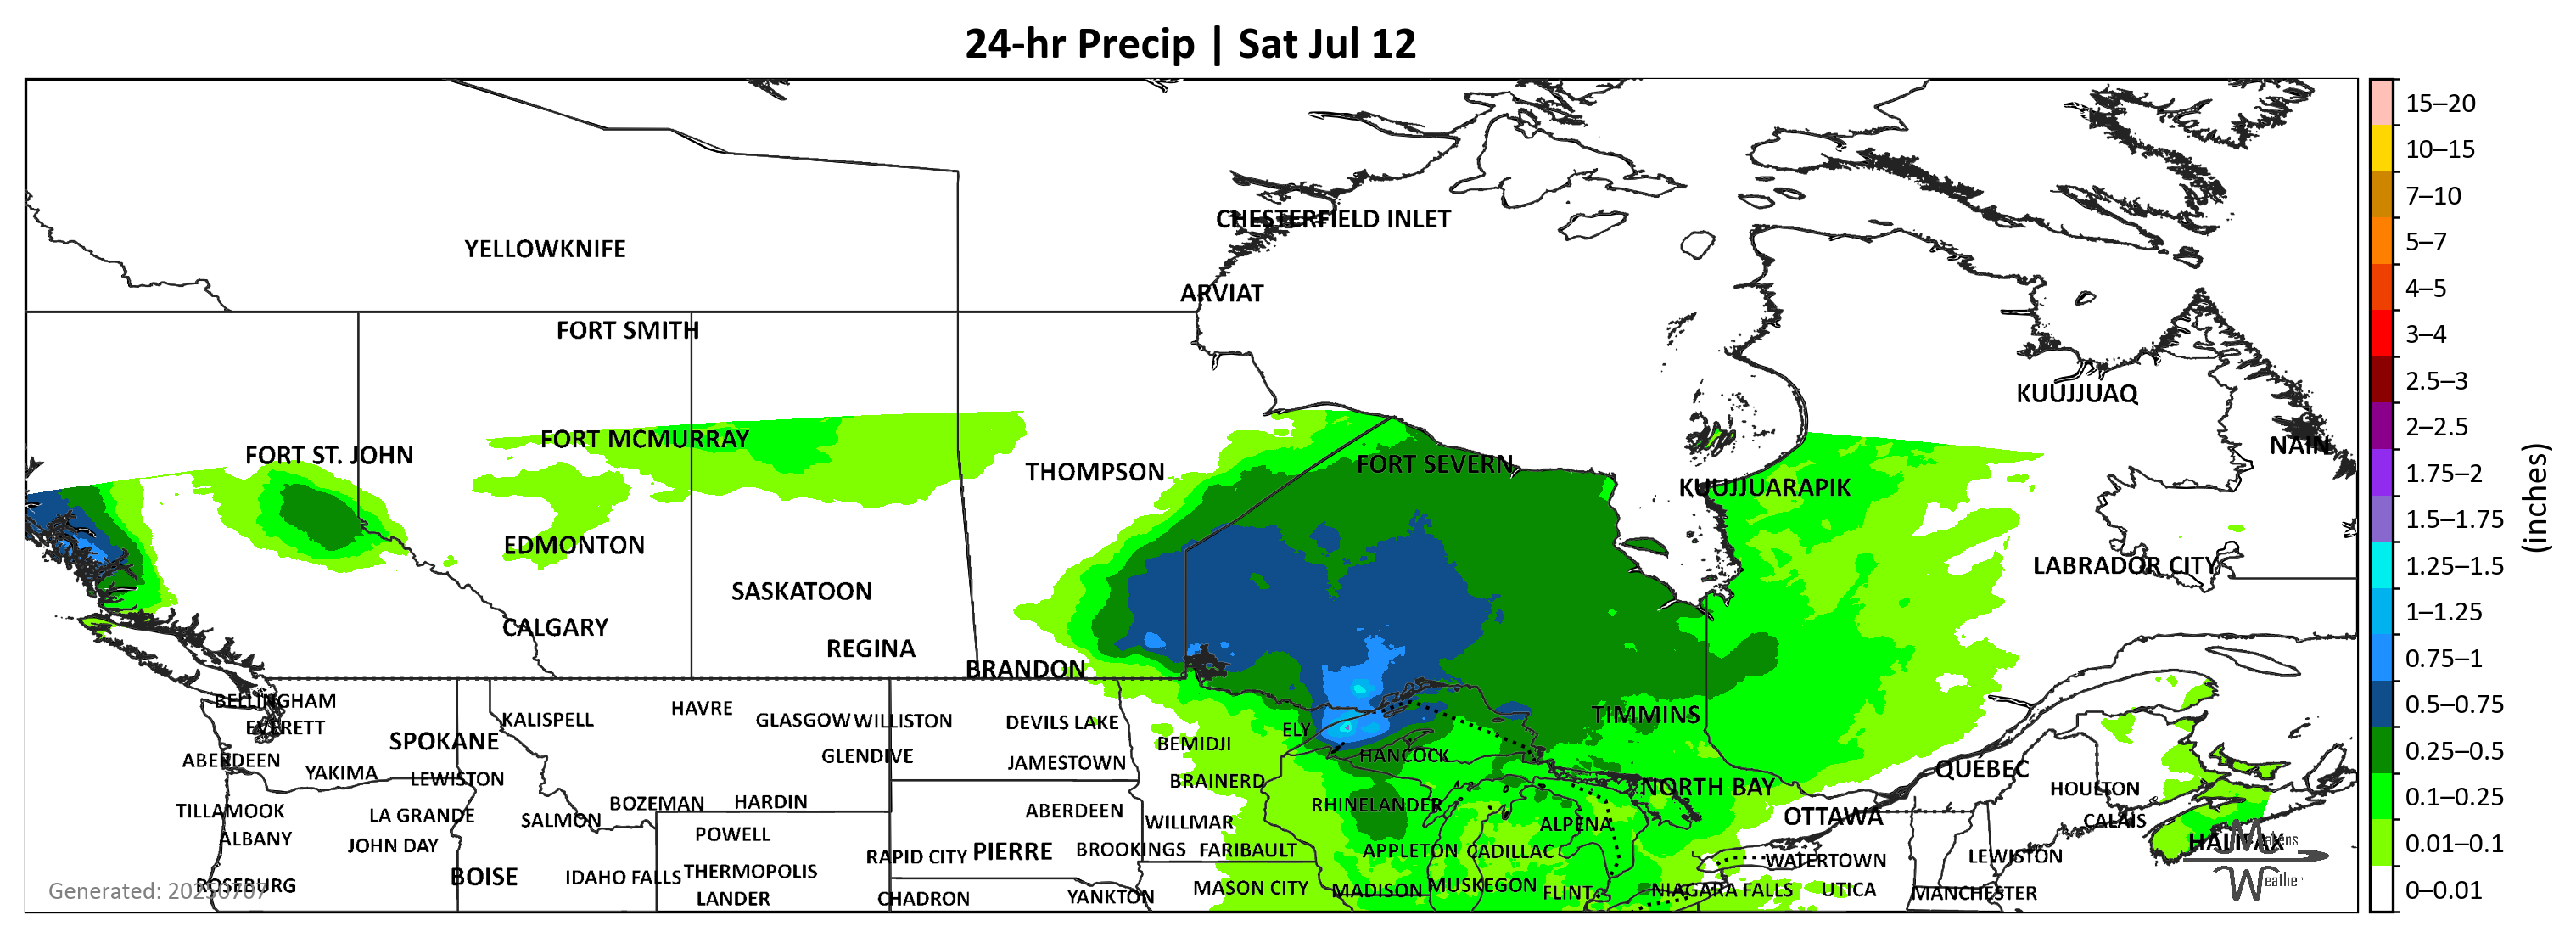 24-hr Precip | Sat Jul 12
CHESTERFIELD INLET
YELLOWKNIFE
ARVIAT
FORT SMITH
KUUJJUAQ
FORT MCMURRAY
NAIN
FORT ST. JOHN
FORT SEVERN
THOMPSON
KUUJJUARAPIK
EDMONTON
LABRADOR CITY
SASKATOON
CALGARY
REGINA
BRANDON
BELLINGHAM
HAVRE
KALISPELL
GLASGOW
WILLISTON
DEVILS LAKE
TIMMINS
EVERETT
ELY
SPOKANE
BEMIDJI
GLENDIVE
HANCOCK
ABERDEEN
JAMESTOWN
QUÉBEC
YAKIMA
LEWISTON
BRAINERD
NORTH BAY
HOULTON
BOZEMAN
HARDIN
RHINELANDER
TILLAMOOK
LA GRANDE
SALMON
ABERDEEN
WILLMAR
ALPENA
OTTAWA
CALAIS
ALBANY
JOHN DAY
POWELL
HALIFAX
RAPID CITY
PIERRE
BROOKINGS
FARIBAULT
APPLETON
CADILLAC
WATERTOWN
LEWISTON
BOISE
IDAHO FALLS
THERMOPOLIS
ROSEBURG
MASON CITY
MADISON
MUSKEGON
FLINT
NIAGARA FALLS
UTICA
MANCHESTER
LANDER
CHADRON
YANKTON
Generated: 20250707
Matens
Weather
15–20
10–15
7–10
5–7
4–5
3–4
2.5–3
2–2.5
1.75–2
1.5–1.75
1.25–1.5
1–1.25
0.75–1
0.5–0.75
0.25–0.5
0.1–0.25
0.01–0.1
0–0.01
(inches)